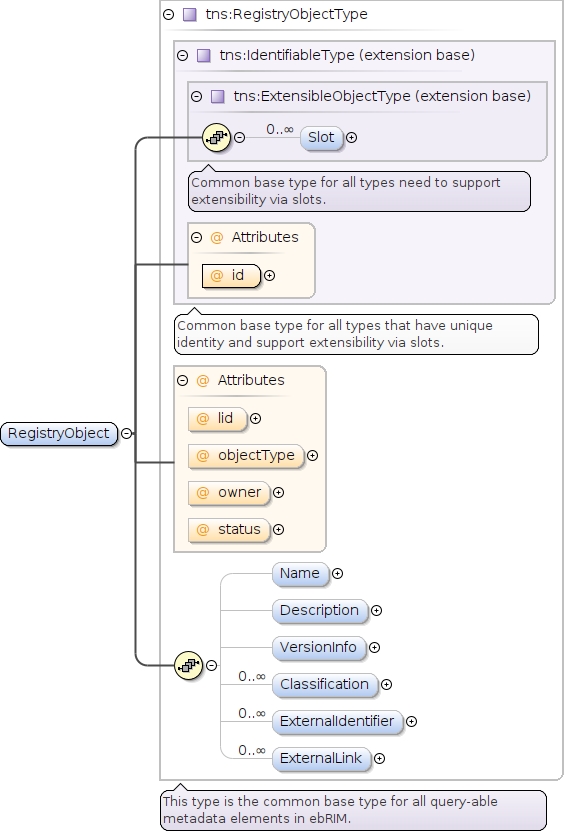 tns:RegistryObjectType
tns:IdentifiableType (extension base)
tns:ExtensibleObjectType (extension base)
0..∞
Slot
Common base type for all types need to support
extensibility via slots.
@ Attributes
@ id
Common base type for all types that have unique
identity and support extensibility via slots.
@ Attributes
@ lid
RegistryObject
@ objectType
@ owner
@ status
Name
Description
VersionInfo
0..∞
Classification
0..∞
ExternalIdentifier
0..∞
ExternalLink
This type is the common base type for all query-able
metadata elements in ebRIM.